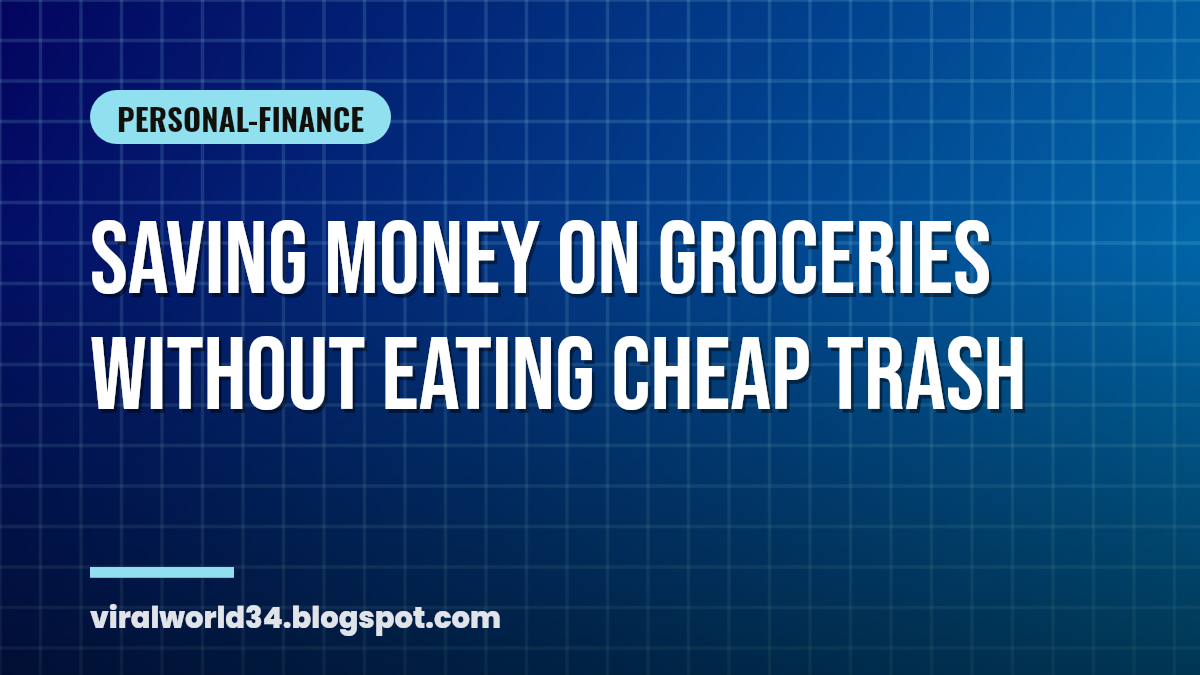 PERSONAL-FINANCE
SAVING MONEY ON GROCERIES
WITHOUT EATING CHEAP TRASH
viralworld34.blogspot.com